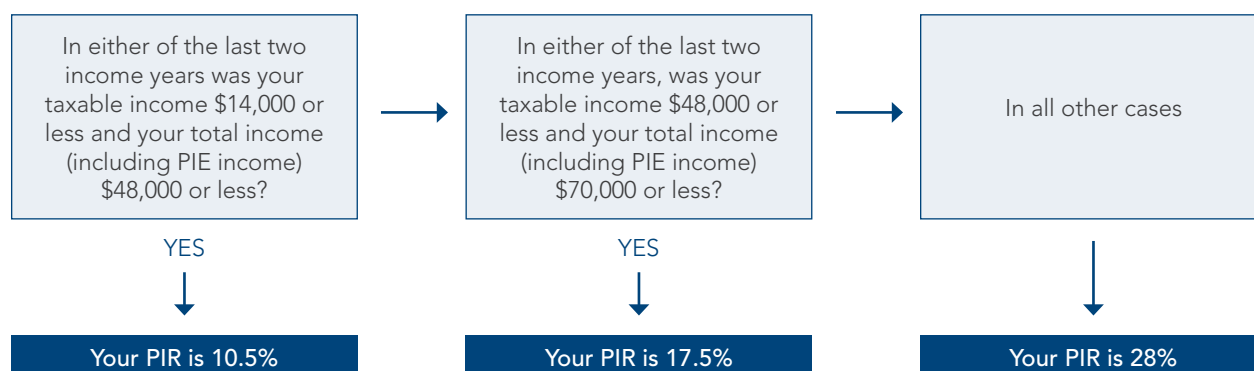 In either of the last two
income years was your
taxable income $14,000 or
less and your total income
(including PIE income)
$48,000 or less?
YES
Your PIR is 10.5%
In either of the last two
income years, was your
taxable income $48,000 or
less and your total income
(including PIE income)
$70,000 or less?
YES
Your PIR is 17.5%
In all other cases
Your PIR is 28%